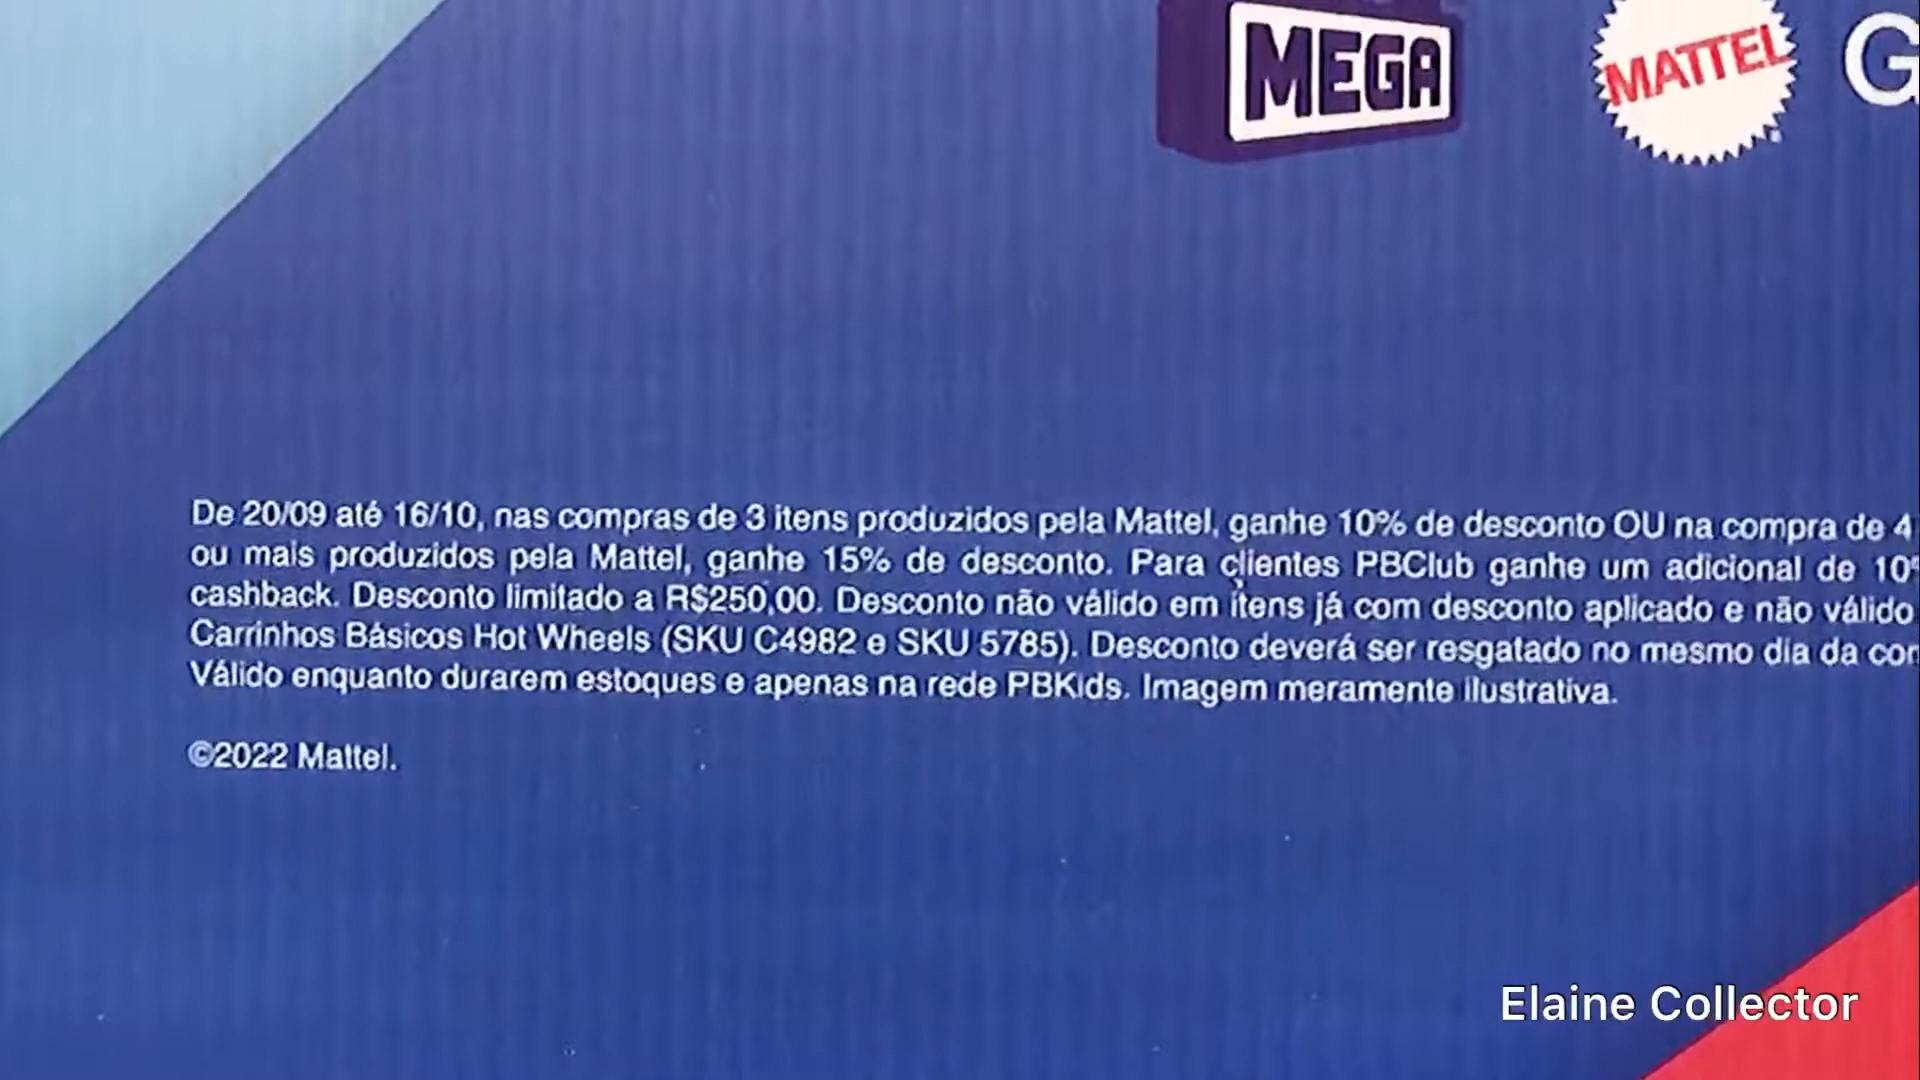 MEGA
MATTEL
G
De 20/09 até 16/10, nas compras de 3 itens produzidos pela Mattel, ganhe 10% de desconto OU na compra de 4
ou mais produzidos pela Mattel, ganhe 15% de desconto. Para clientes PBClub ganhe um adicional de 10
cashback. Desconto limitado a R$250,00. Desconto não válido em itens já com desconto aplicado e não válido
Carrinhos Básicos Hot Wheels (SKU C4982 e SKU 5785). Desconto deverá ser resgatado no mesmo dia da
Válido enquanto durarem estoques e apenas na rede PBKids. Imagem meramente ilustrativa.
©2022 Mattel.
Elaine Collector